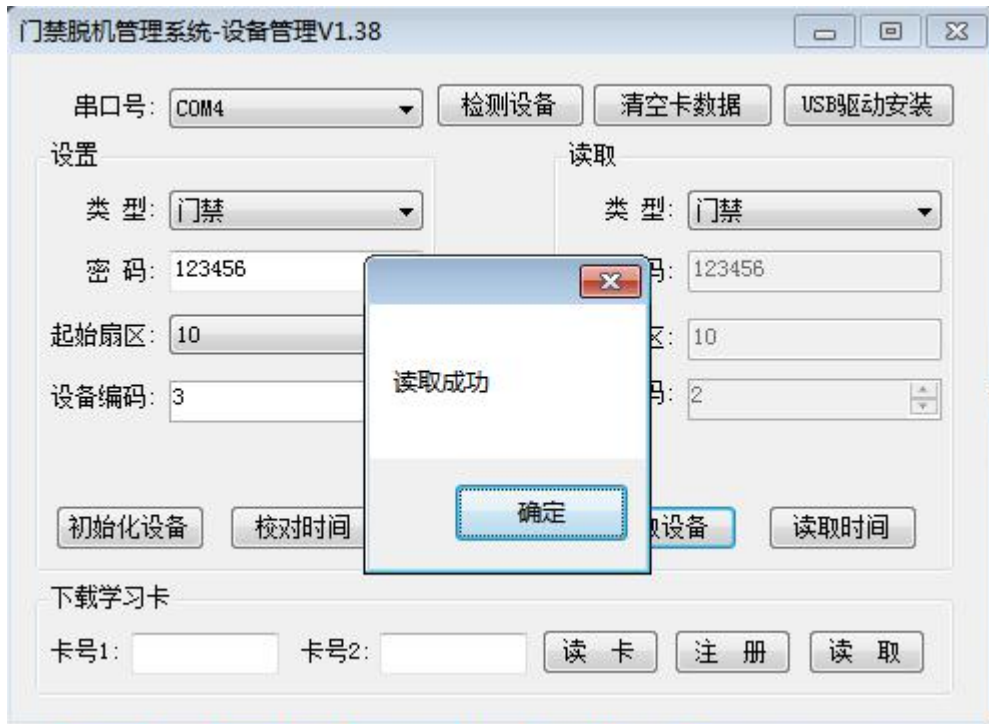 门禁脱机管理系统-设备管理V1.38
串口号: COM4 检测设备 清空卡数据 USB驱动安装
设置 读取
类 型: 门禁 类 型: 门禁
密 码: 123456 码: 123456
起始扇区: 10 区: 10
读取成功
设备编码: 3 码: 2
确定
初始化设备 校对时间 取设备 读取时间
下载学习卡
卡号1: 卡号2: 读 卡 注 册 读 取